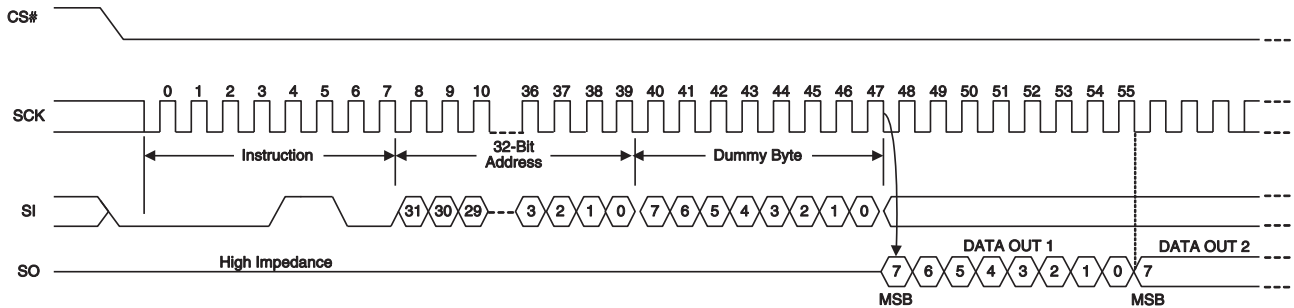 CS#
0 1 2 3 4 5 6 7 8 9 10 36 37 38 39 40 41 42 43 44 45 46 47 48 49 50 51 52 53 54 55
SCK
Instruction
32-Bit
Address
Dummy Byte
SI
31 30 29 3 2 1 0 7 6 5 4 3 2 1 0
DATA OUT 1 DATA OUT 2
High Impedance
SO
7 6 5 4 3 2 1 0 7
MSB MSB